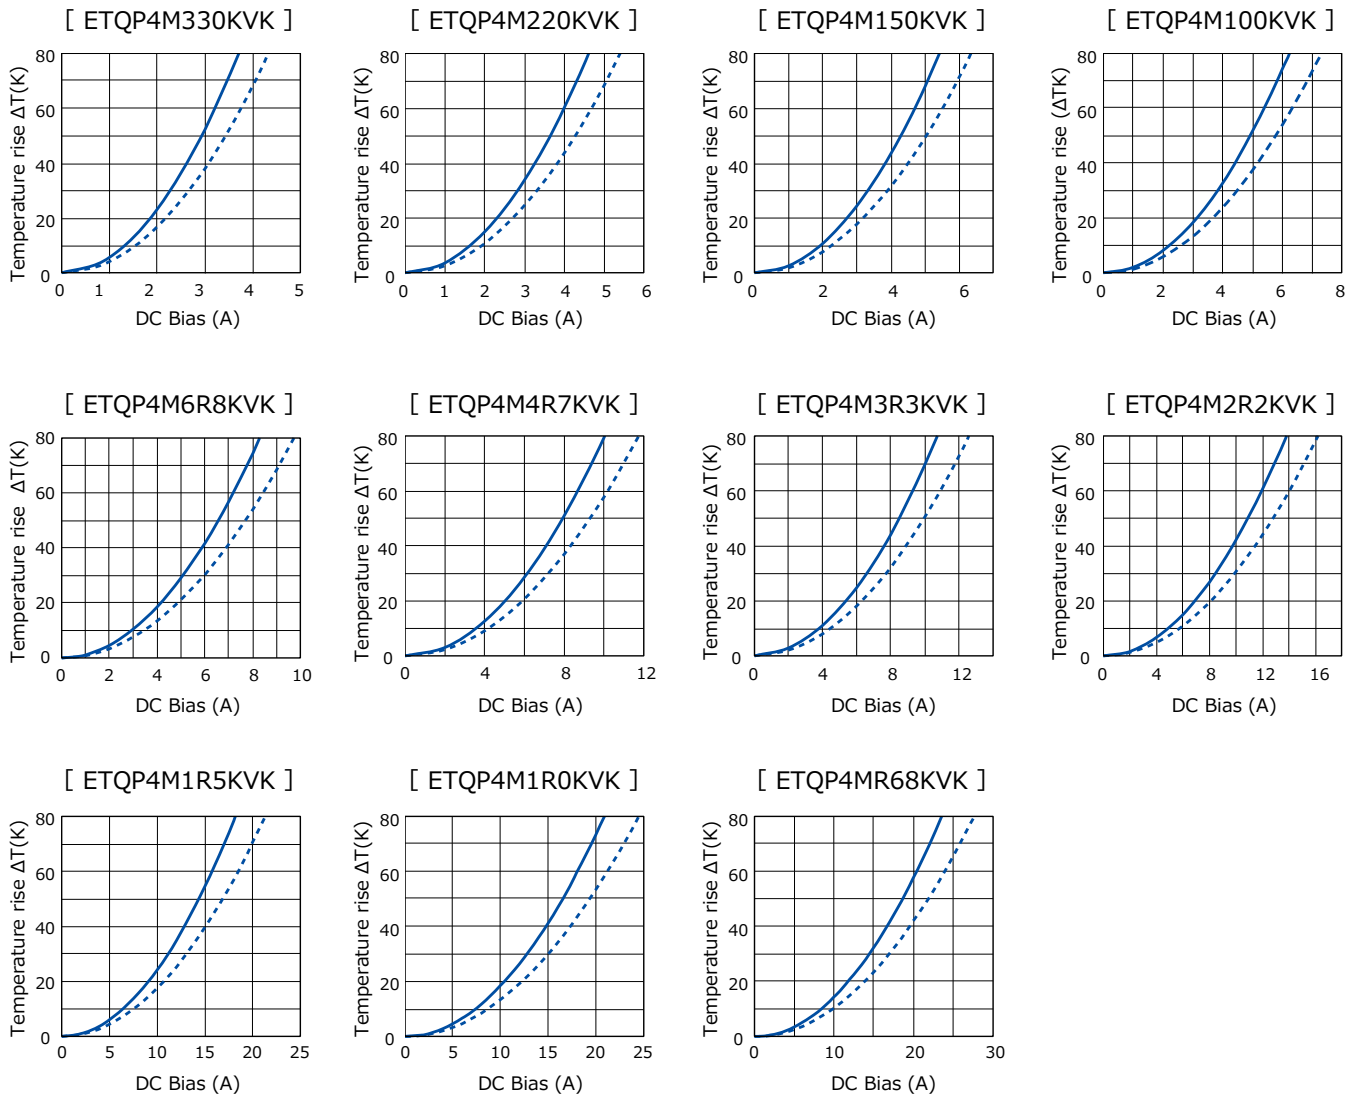 [ ETQP4M330KVK ]
Temperature rise ΔT(K)
80
60
40
20
0
0 1 2 3 4 5
DC Bias (A)
[ ETQP4M220KVK ]
Temperature rise ΔT(K)
80
60
40
20
0
0 1 2 3 4 5 6
DC Bias (A)
[ ETQP4M150KVK ]
Temperature rise ΔT(K)
80
60
40
20
0
0 2 4 6
DC Bias (A)
[ ETQP4M100KVK ]
Temperature rise (ΔTK)
80
60
40
20
0
0 2 4 6 8
DC Bias (A)
[ ETQP4M6R8KVK ]
Temperature rise ΔT(K)
80
60
40
20
0
0 2 4 6 8 10
DC Bias (A)
[ ETQP4M4R7KVK ]
Temperature rise ΔT(K)
80
60
40
20
0
0 4 8 12
DC Bias (A)
[ ETQP4M3R3KVK ]
Temperature rise ΔT(K)
80
60
40
20
0
0 4 8 12
DC Bias (A)
[ ETQP4M2R2KVK ]
Temperature rise ΔT(K)
80
60
40
20
0
0 4 8 12 16
DC Bias (A)
[ ETQP4M1R5KVK ]
Temperature rise ΔT(K)
80
60
40
20
0
0 5 10 15 20 25
DC Bias (A)
[ ETQP4M1R0KVK ]
Temperature rise ΔT(K)
80
60
40
20
0
0 5 10 15 20 25
DC Bias (A)
[ ETQP4MR68KVK ]
Temperature rise ΔT(K)
80
60
40
20
0
0 10 20 30
DC Bias (A)